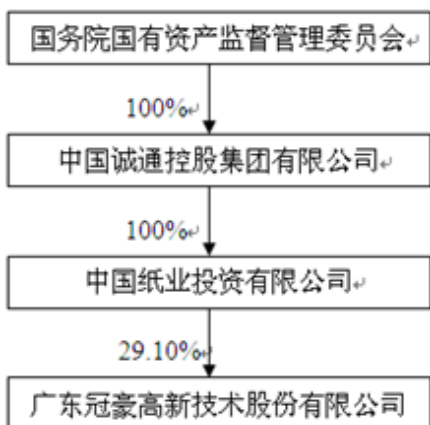 国务院国有资产监督管理委员会
100%
中国诚通控股集团有限公司
100%
中国纸业投资有限公司
29.10%
广东冠豪高新技术股份有限公司